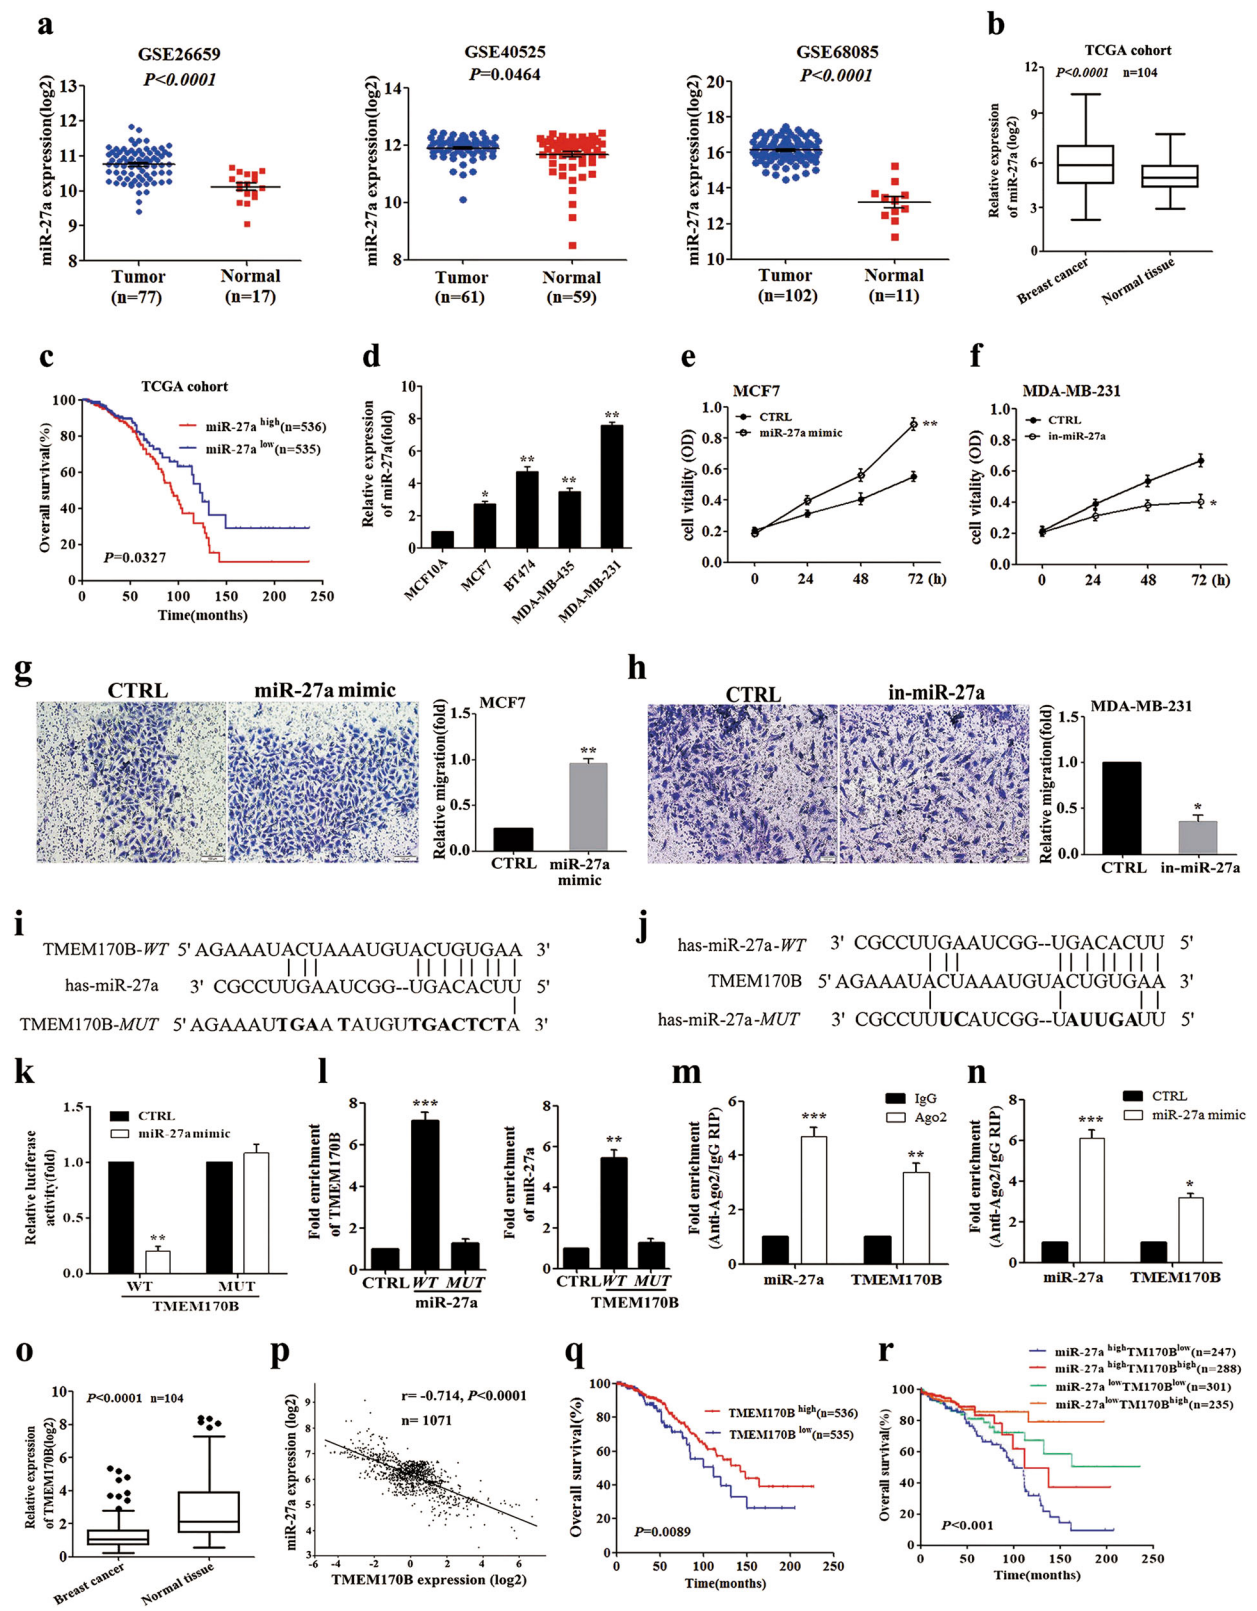 a
GSE26659
P<0.0001
miR-27a expression(log2)
13
12
11
10
9
8
Tumor
(n=77)
Normal
(n=17)
GSE40525
P=0.0464
miR-27a expression(log2)
14
12
10
8
Tumor
(n=61)
Normal
(n=59)
GSE68085
P<0.0001
miR-27a expression(log2)
20
18
16
14
12
10
Tumor
(n=102)
Normal
(n=11)
b
TCGA cohort
P<0.0001 n=104
Relative expression
of miR-27a (log2)
12
9
6
3
0
Breast cancer
Normal tissue
c
TCGA cohort
Overall survival(%)
100
80
60
40
20
0
miR-27a high(n=536)
miR-27a low(n=535)
P=0.0327
0 50 100 150 200 250
Time(months)
d
Relative expression
of miR-27a(fold)
10
8
6
4
2
0
*
**
**
**
MCF10A
MCF7
BT474
MDA-MB-435
MDA-MB-231
e
MCF7
cell vitality (OD)
1.0
0.8
0.6
0.4
0.2
0.0
CTRL
miR-27a mimic
**
0 24 48 72 (h)
f
MDA-MB-231
cell vitality (OD)
1.0
0.8
0.6
0.4
0.2
0.0
CTRL
in-miR-27a
*
0 24 48 72 (h)
g
CTRL
miR-27a mimic
MCF7
Relative migration(fold)
1.5
1.0
0.5
0.0
**
CTRL
miR-27a
mimic
h
CTRL
in-miR-27a
MDA-MB-231
Relative migration(fold)
1.5
1.0
0.5
0.0
*
CTRL
in-miR-27a
i
TMEM170B-WT 5' AGAAAUACUAAAUGUACUGUGAA 3'
has-miR-27a 3' CGCCUUGAAUCGG--UGACACUU 5'
TMEM170B-MUT 5'AGAAAUTGAA TAUGUTGACTCTA 3'
j
has-miR-27a-WT 3' CGCCUUGAAUCGG--UGACACUU 5'
TMEM170B AGAAAUACUAAAUGUACUGUGAA 3'
has-miR-27a-MUT 3' CGCCUUUCAUCGG--UAUUGAUU 5'
k
Relative luciferase
activity(fold)
1.5
1.0
0.5
0.0
CTRL
miR-27a mimic
**
WT
MUT
TMEM170B
l
Fold enrichment
of TMEM170B
8
6
4
2
0
***
CTRL WT MUT
miR-27a
Fold enrichment
of miR-27a
8
6
4
2
0
**
CTRL WT MUT
TMEM170B
m
Fold enrichment
(Anti-Ago2/IgG RIP)
6
4
2
0
IgG
Ago2
***
**
miR-27a
TMEM170B
n
Fold enrichment
(Anti-Ago2/IgG RIP)
8
6
4
2
0
CTRL
miR-27a mimic
***
*
miR-27a
TMEM170B
o
Relative expression
of TMEM170B(log2)
10
8
6
4
2
0
P<0.0001 n=104
Breast cancer
Normal tissue
p
miR-27a expression (log2)
9
8
7
6
5
4
3
r= -0.714, P<0.0001
n= 1071
-6 -4 -2 0 2 4 6
TMEM170B expression (log2)
q
Overall survival(%)
100
80
60
40
20
0
TMEM170B high(n=536)
TMEM170B low(n=535)
P=0.0089
0 50 100 150 200 250
Time(months)
r
miR-27a highTM170Blow(n=247)
miR-27a highTM170Bhigh(n=288)
miR-27a lowTM170Blow(n=301)
miR-27alowTM170Bhigh(n=235)
Overall survival(%)
100
80
60
40
20
0
P<0.001
0 50 100 150 200 250
Time(months)